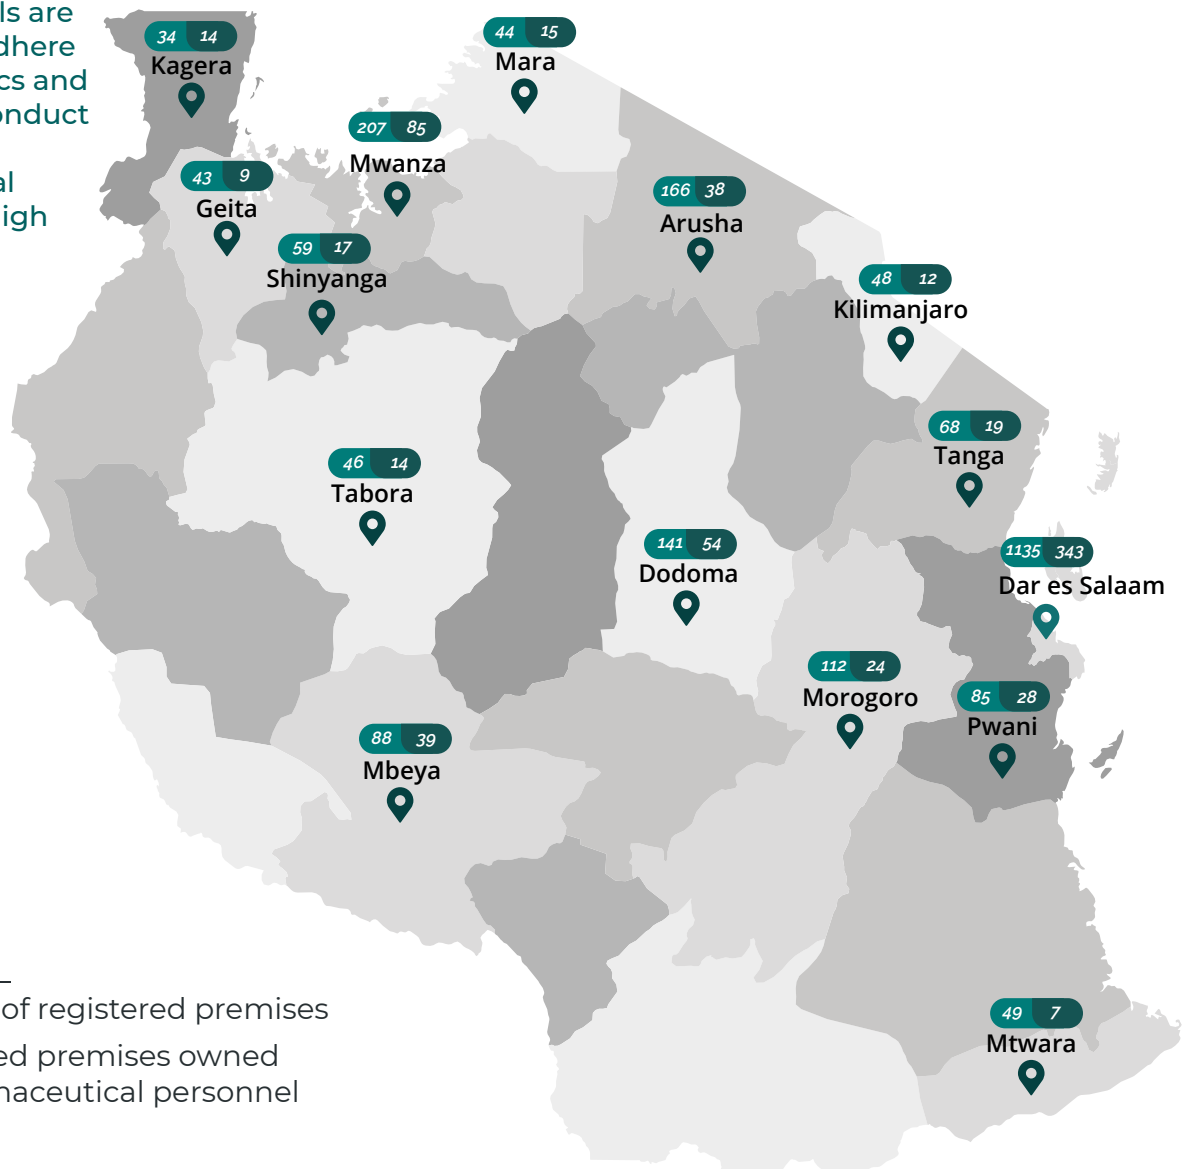 ls are
dhere
cs and
onduct
al
igh
34 14
Kagera
44 15
Mara
207 85
Mwanza
43 9
Geita
166 38
Arusha
59 17
Shinyanga
48 12
Kilimanjaro
68 19
Tanga
46 14
Tabora
141 54
Dodoma
1135 343
Dar es Salaam
112 24
Morogoro
85 28
Pwani
88 39
Mbeya
49 7
Mtwara
of registered premises
ed premises owned
naceutical personnel